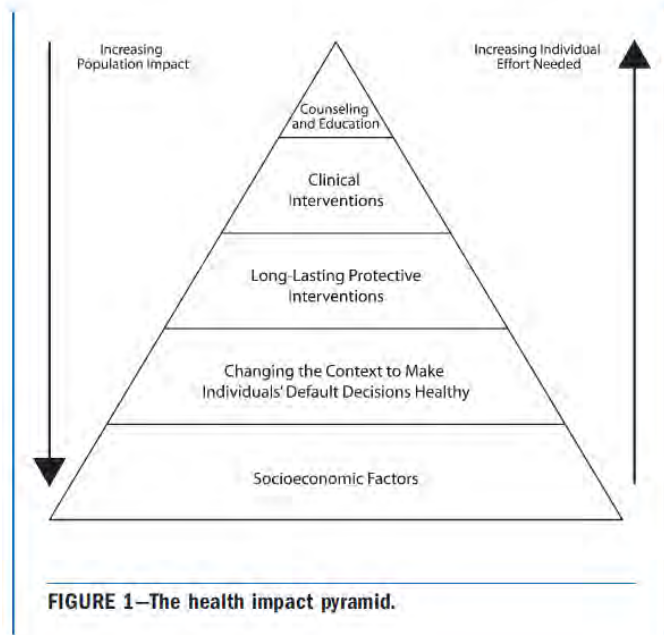 Increasing
Population Impact
Increasing Individual
Effort Needed
Counseling
and Education
Clinical
Interventions
Long-Lasting Protective
Interventions
Changing the Context to Make
Individuals' Default Decisions Healthy
Socioeconomic Factors
FIGURE 1—The health impact pyramid.